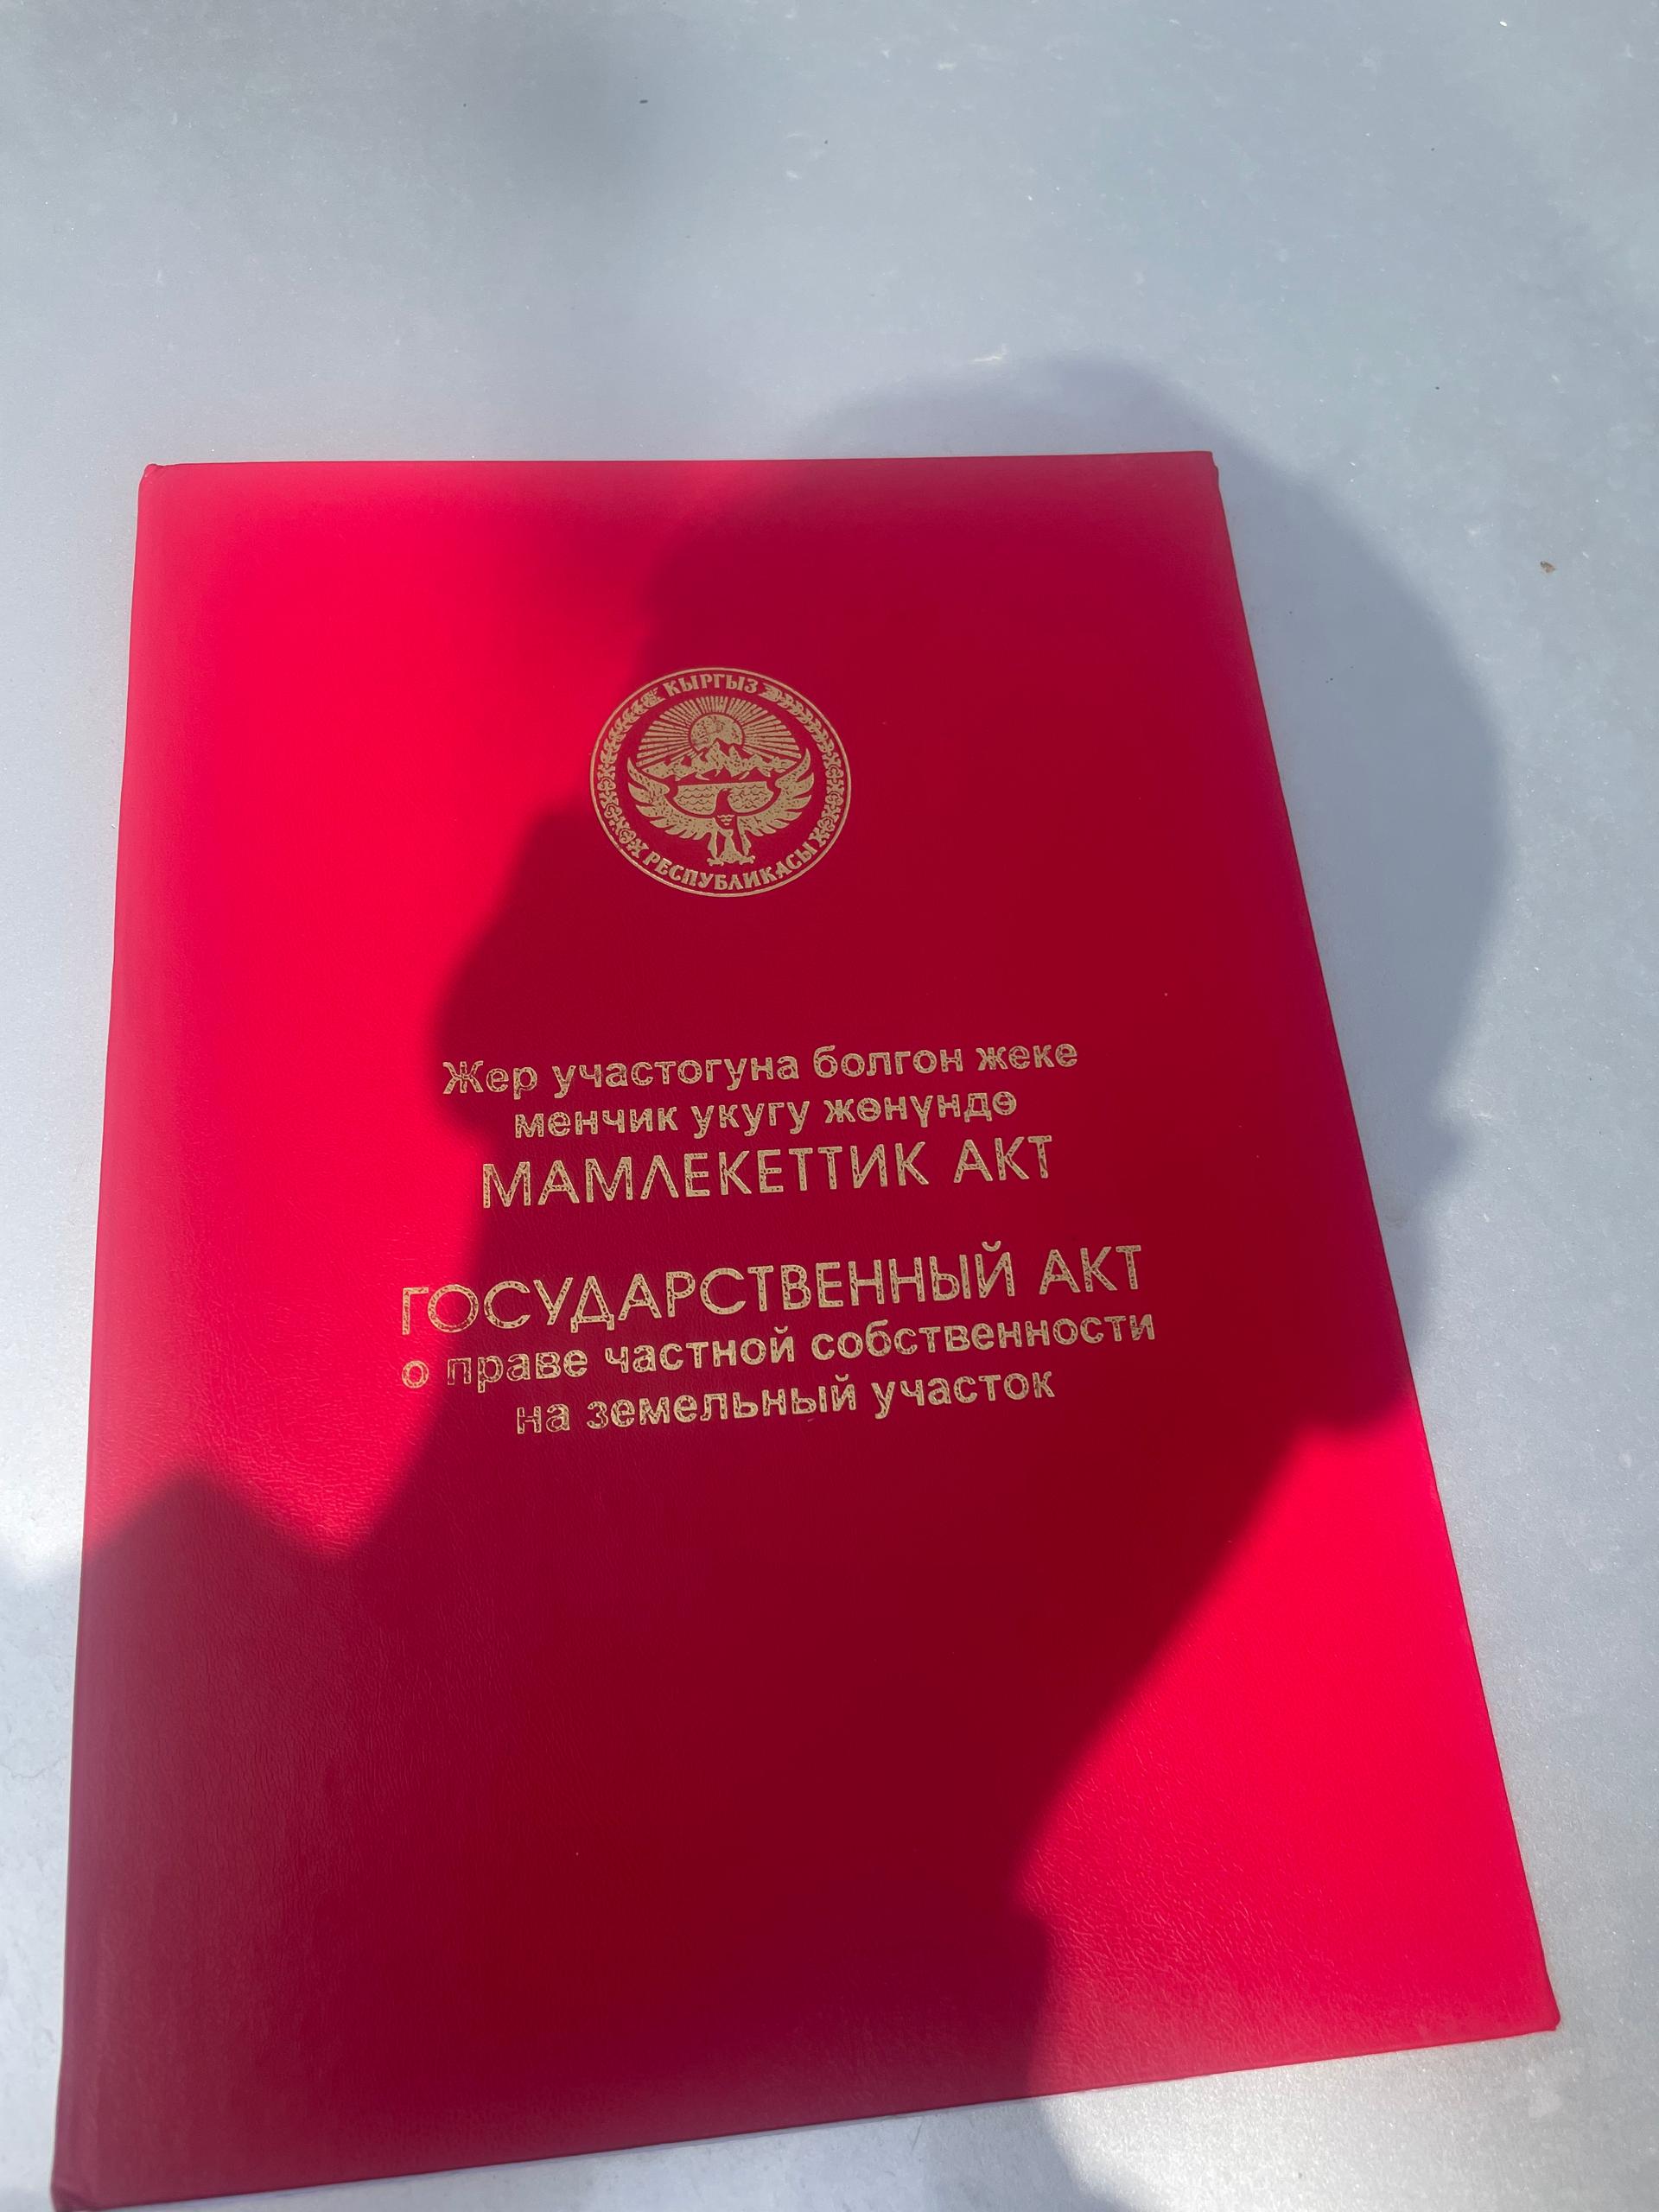 КЫРГЫЗ
РЕСПУБЛИКАСЫ
Жер участогуна болгон жеке
менчик укугу жөнүндө
МАМЛЕКЕТТИК АКТ
ГОСУДАРСТВЕННЫЙ АКТ
о праве частной собственности
на земельный участок